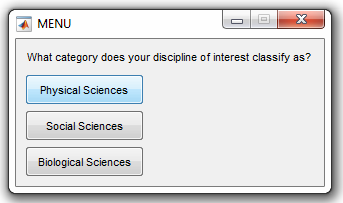 MENU
What category does your discipline of interest classify as?
Physical Sciences
Social Sciences
Biological Sciences